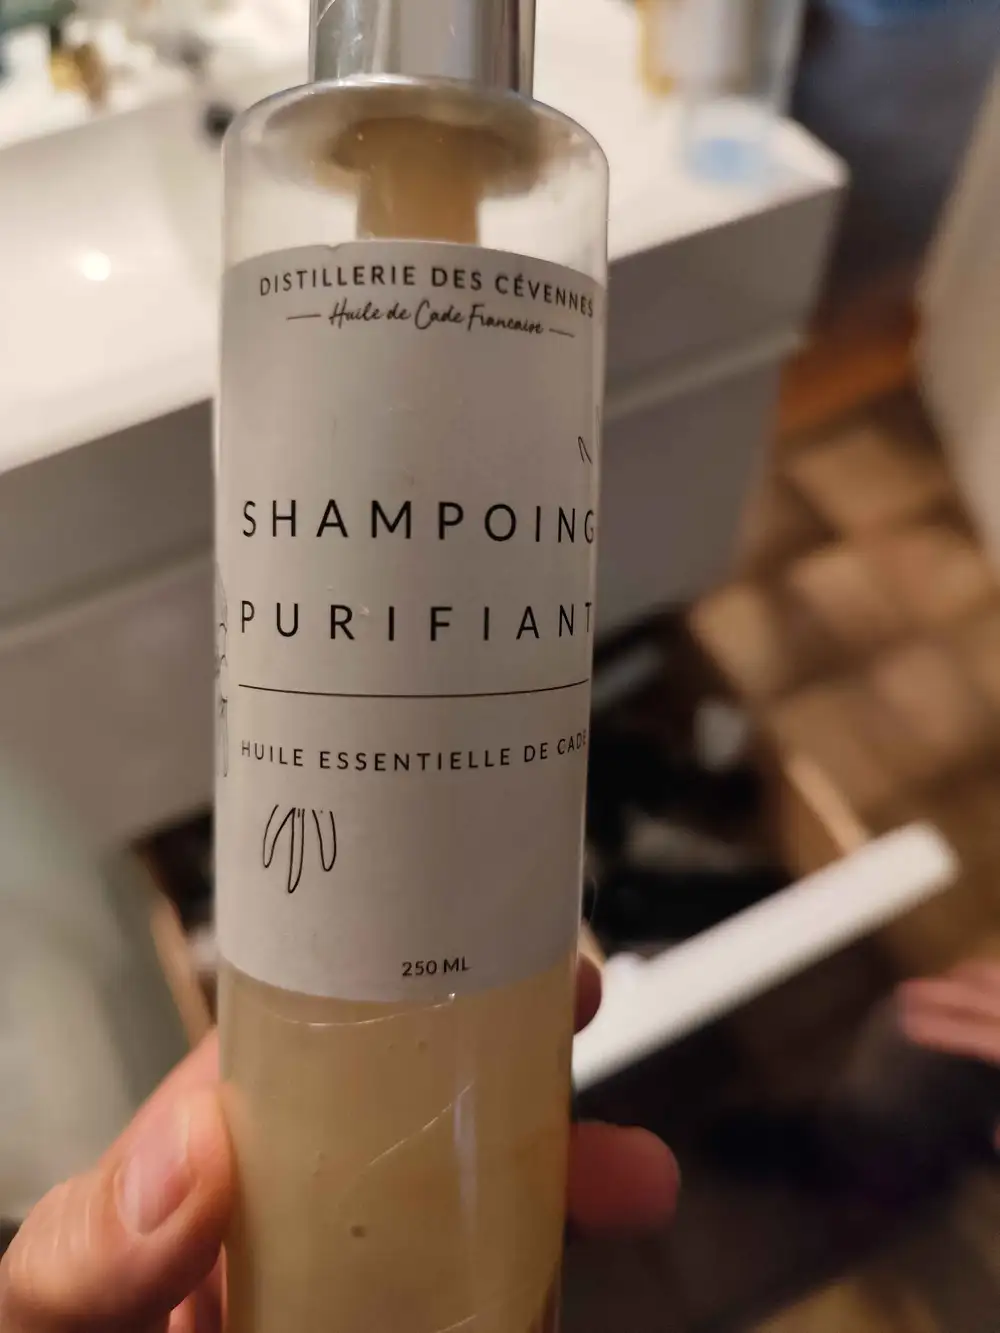 DISTILLERIE DES CÉVENNES
Huile de Cade Française
SHAMPOING
PURIFIANT
HUILE ESSENTIELLE DE CADE
250 ML